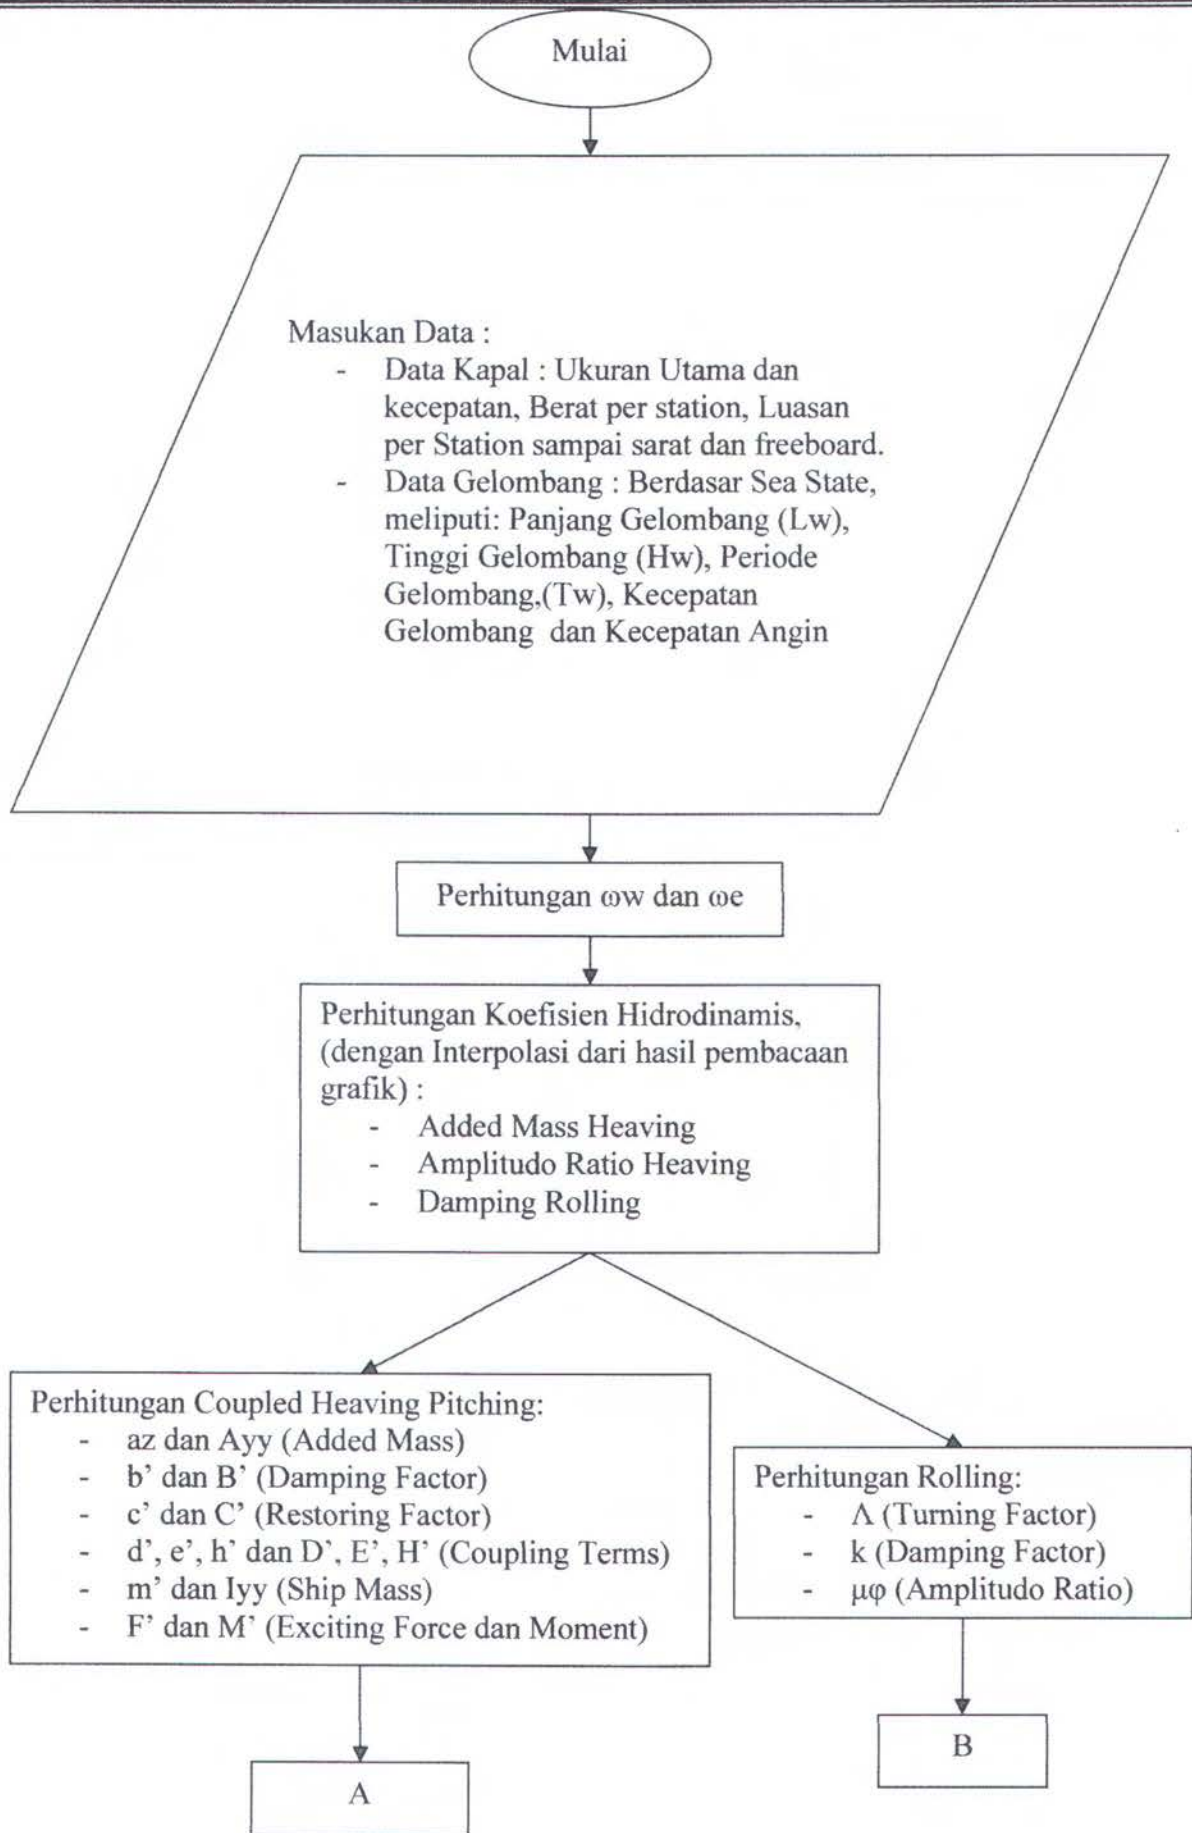 Mulai
Masukan Data :
- Data Kapal : Ukuran Utama dan
kecepatan, Berat per station, Luasan
per Station sampai sarat dan freeboard.
- Data Gelombang : Berdasar Sea State,
meliputi: Panjang Gelombang (Lw),
Tinggi Gelombang (Hw), Periode
Gelombang,(Tw), Kecepatan
Gelombang dan Kecepatan Angin
Perhitungan ωw dan ωe
Perhitungan Koefisien Hidrodinamis,
(dengan Interpolasi dari hasil pembacaan
grafik) :
- Added Mass Heaving
- Amplitudo Ratio Heaving
- Damping Rolling
Perhitungan Coupled Heaving Pitching:
- az dan Ayy (Added Mass)
- b’ dan B’ (Damping Factor)
- c’ dan C’ (Restoring Factor)
- d’, e’, h’ dan D’, E’, H’ (Coupling Terms)
- m’ dan Iyy (Ship Mass)
- F’ dan M’ (Exciting Force dan Moment)
Perhitungan Rolling:
- Λ (Turning Factor)
- k (Damping Factor)
- μφ (Amplitudo Ratio)
A
B